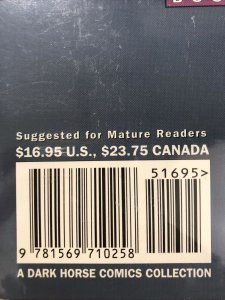 Suggested for Mature Readers
$16.95 U.S., $23.75 CANADA
51695>
9 781569 710258
A DARK HORSE COMICS COLLECTION